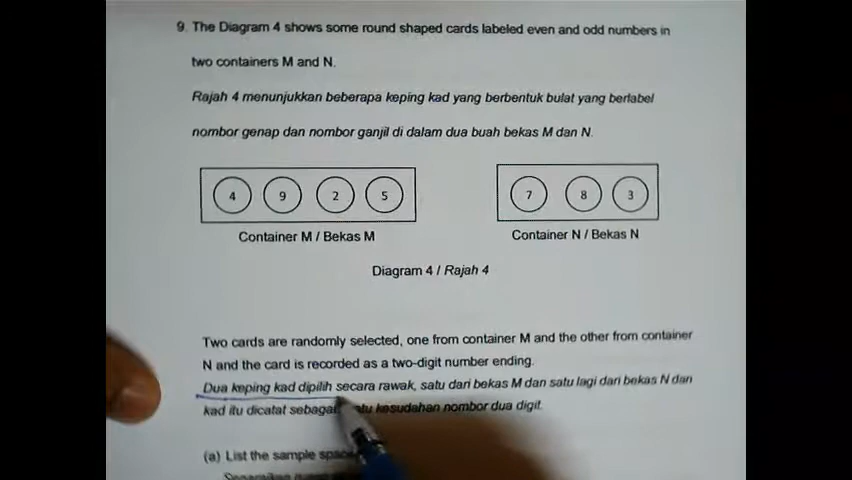 9. The Diagram 4 shows some round shaped cards labeled even and odd numbers in
two containers M and N.
Rajah 4 menunjukkan beberapa keping kad yang berbentuk bulat yang berlabel
nombor genap dan nombor ganjil di dalam dua buah bekas M dan N.
4 9 2 5
7 8 3
Container M / Bekas M
Container N / Bekas N
Diagram 4 / Rajah 4
Two cards are randomly selected, one from container M and the other from container
N and the card is recorded as a two-digit number ending.
Dua keping kad dipilih secara rawak, satu dari bekas M dan satu lagi dari bekas N dan
kad itu dicatat kesudahan nombor dua digit.
(a) List the sample